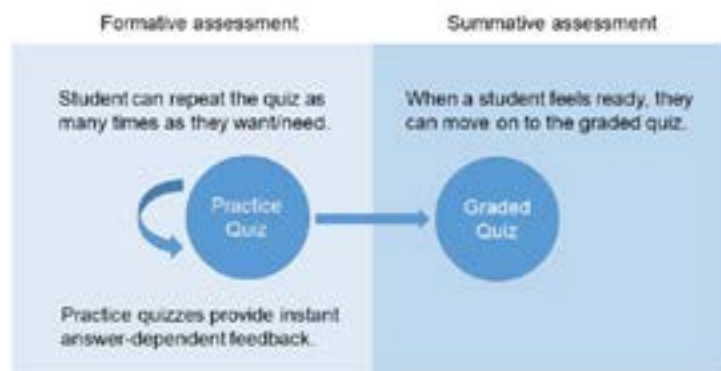 Formative assessment
Summative assessment
Student can repeat the quiz as
many times as they want/need.
When a student feels ready, they
can move on to the graded quiz.
Practice
Quiz
Graded
Quiz
Practice quizzes provide instant
answer-dependent feedback.